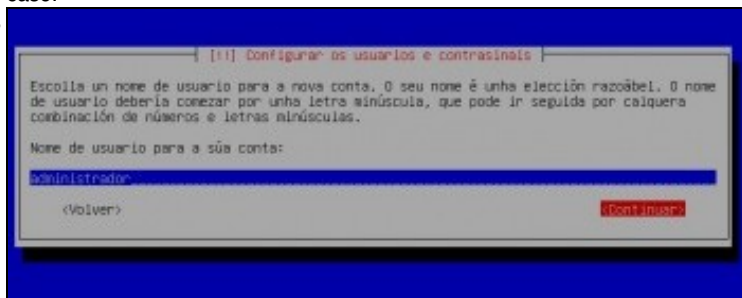 caso.
[!!] Configurar os usuarios e contrasinais
Escolla un nome de usuario para a nova conta. O seu nome é unha elección razoábel. O nome
de usuario debería comezar por unha letra minúscula, que pode ir seguida por calquera
combinación de números e letras minúsculas.
Nome de usuario para a súa conta:
administrador
<Volver>
<Continuar>